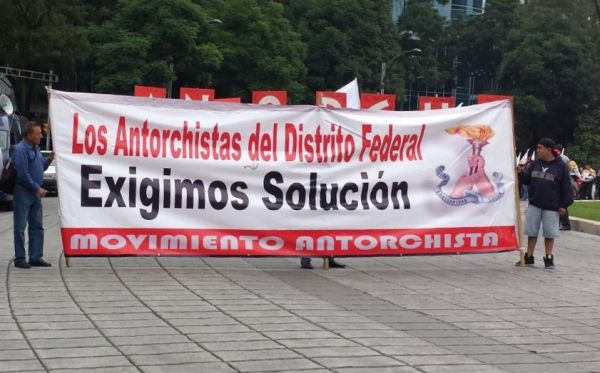 Los Antorchistas del Distrito Federal
Exigimos Solución
MOVIMIENTO ANTORCHISTA